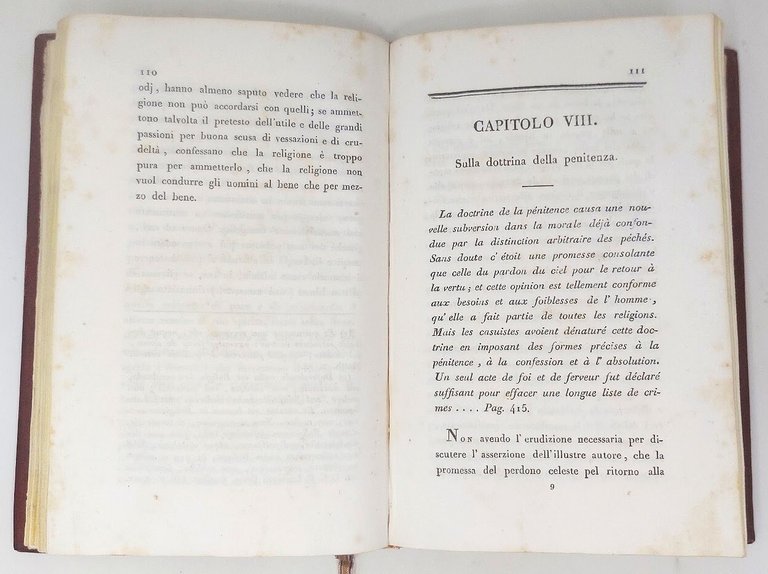 110
odj, hanno almeno saputo vedere che la reli-
gione non può accordarsi con quelli; se ammet-
tono talvolta il pretesto dell'utile e delle grandi
passioni per buona scusa di vessazioni e di cru-
deltà, confessano che la religione è troppo
pura per ammetterlo, che la religione non
vuol condurre gli uomini al bene che per mez-
zo del bene.
111
CAPITOLO VIII.
Sulla dottrina della penitenza.
La doctrine de la pénitence causa une nou-
velle subversion dans la morale déjà confon-
due par la distinction arbitraire des péchés.
Sans doute c'étoit une promesse consolante
que celle du pardon du ciel pour le retour à
la vertu; et cette opinion est tellement conforme
aux besoins et aux foiblesses de l'homme,
qu'elle a fait partie de toutes les religions.
Mais les casuistes avoient dénaturé cette doc-
trine en imposant des formes précises à la
pénitence, à la confession et à l'absolution.
Un seul acte de foi et de ferveur fut déclaré
suffisant pour effacer une longue liste de cri-
mes .... Pag. 415.
Non avendo l'erudizione necessaria per di-
scutere l'asserzione dell'illustre autore, che la
promessa del perdono celeste pel ritorno alla
9